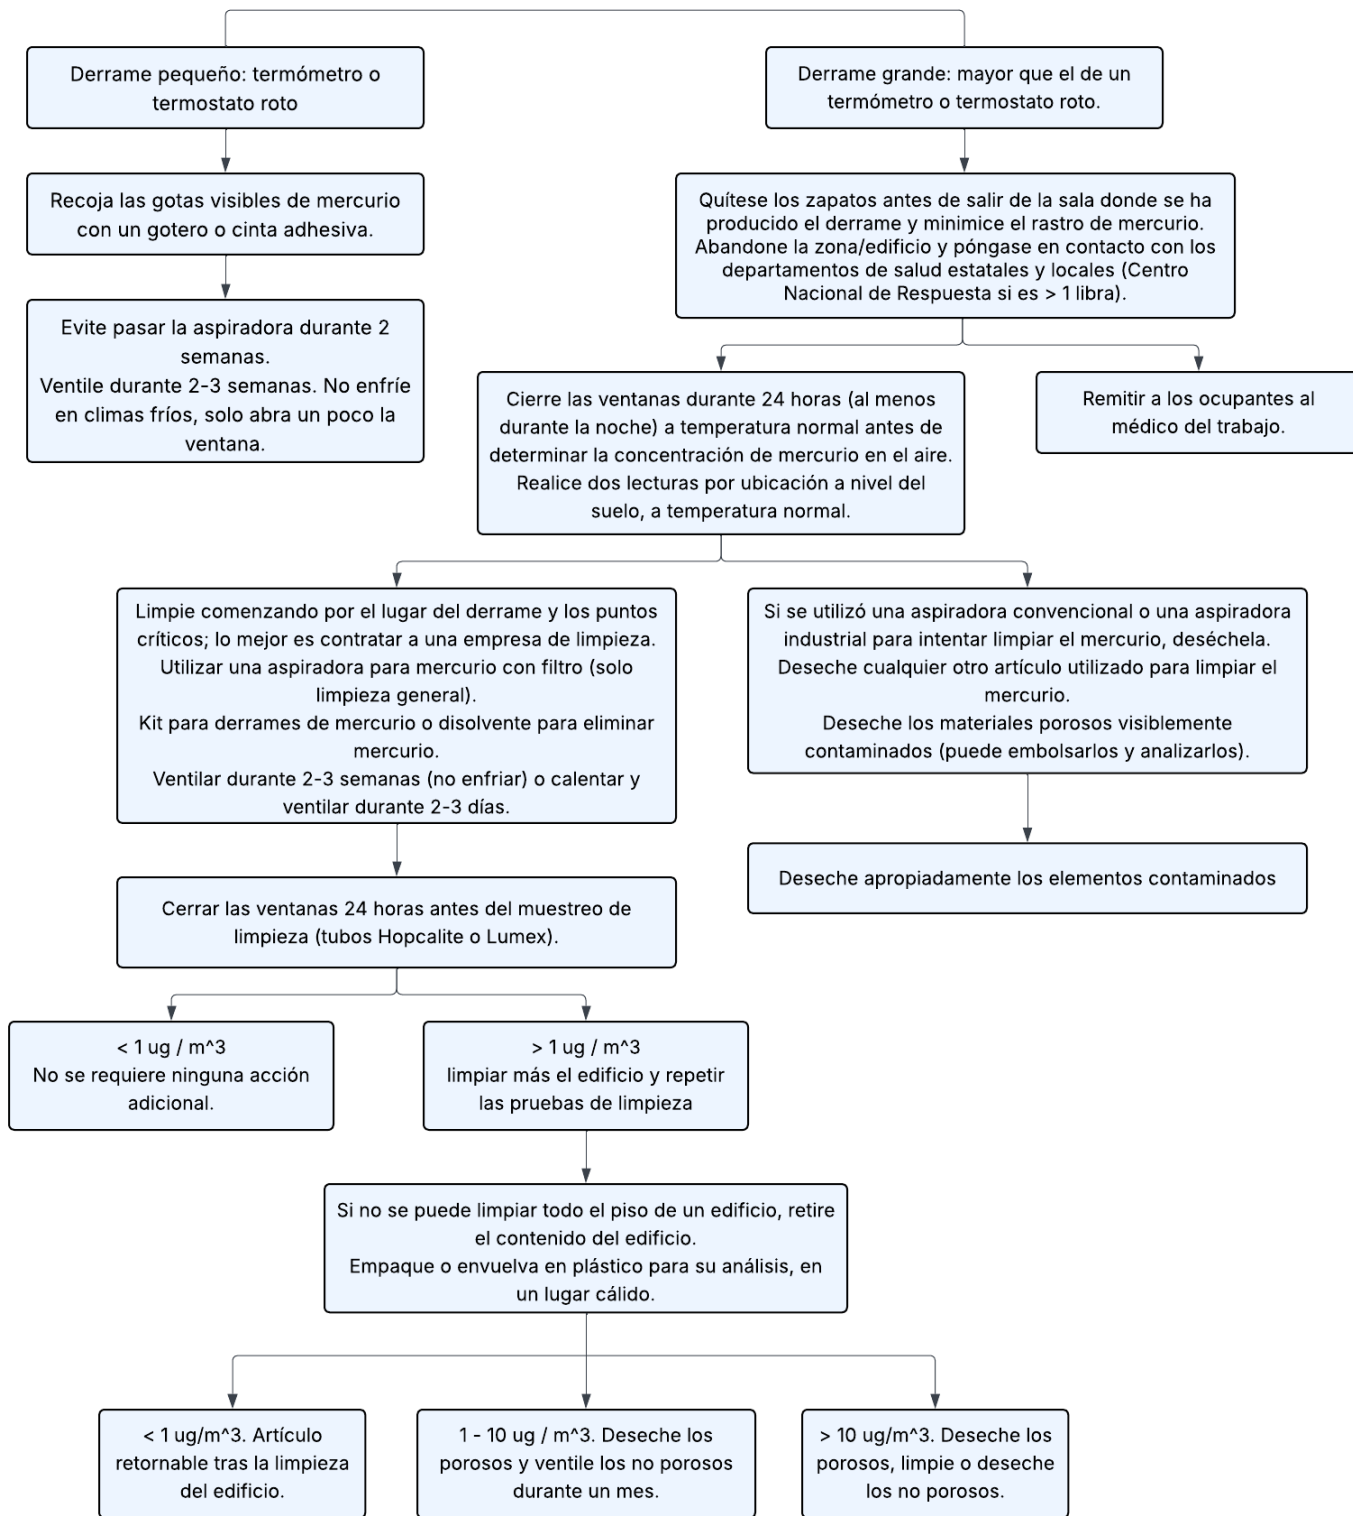 Derrame pequeño: termómetro o
termostato roto
Derrame grande: mayor que el de un
termómetro o termostato roto.
Recoja las gotas visibles de mercurio
con un gotero o cinta adhesiva.
Quítese los zapatos antes de salir de la sala donde se ha
producido el derrame y minimice el rastro de mercurio.
Abandone la zona/edificio y póngase en contacto con los
departamentos de salud estatales y locales (Centro
Nacional de Respuesta si es > 1 libra).
Evite pasar la aspiradora durante 2
semanas.
Ventile durante 2-3 semanas. No enfríe
en climas fríos, solo abra un poco la
ventana.
Cierre las ventanas durante 24 horas (al menos
durante la noche) a temperatura normal antes de
determinar la concentración de mercurio en el aire.
Realice dos lecturas por ubicación a nivel del
suelo, a temperatura normal.
Remitir a los ocupantes al
médico del trabajo.
Limpie comenzando por el lugar del derrame y los puntos
críticos; lo mejor es contratar a una empresa de limpieza.
Utilizar una aspiradora para mercurio con filtro (solo
limpieza general).
Kit para derrames de mercurio o disolvente para eliminar
mercurio.
Ventilar durante 2-3 semanas (no enfriar) o calentar y
ventilar durante 2-3 días.
Si se utilizó una aspiradora convencional o una aspiradora
industrial para intentar limpiar el mercurio, deséchela.
Deseche cualquier otro artículo utilizado para limpiar el
mercurio.
Deseche los materiales porosos visiblemente
contaminados (puede embolsarlos y analizarlos).
Deseche apropiadamente los elementos contaminados
Cerrar las ventanas 24 horas antes del muestreo de
limpieza (tubos Hopcalite o Lumex).
< 1 ug / m^3
No se requiere ninguna acción
adicional.
> 1 ug / m^3
limpiar más el edificio y repetir
las pruebas de limpieza
Si no se puede limpiar todo el piso de un edificio, retire
el contenido del edificio.
Empaque o envuelva en plástico para su análisis, en
un lugar cálido.
< 1 ug/m^3. Artículo
retornable tras la limpieza
del edificio.
1 - 10 ug / m^3. Deseche los
porosos y ventile los no porosos
durante un mes.
> 10 ug/m^3. Deseche los
porosos, limpie o deseche
los no porosos.